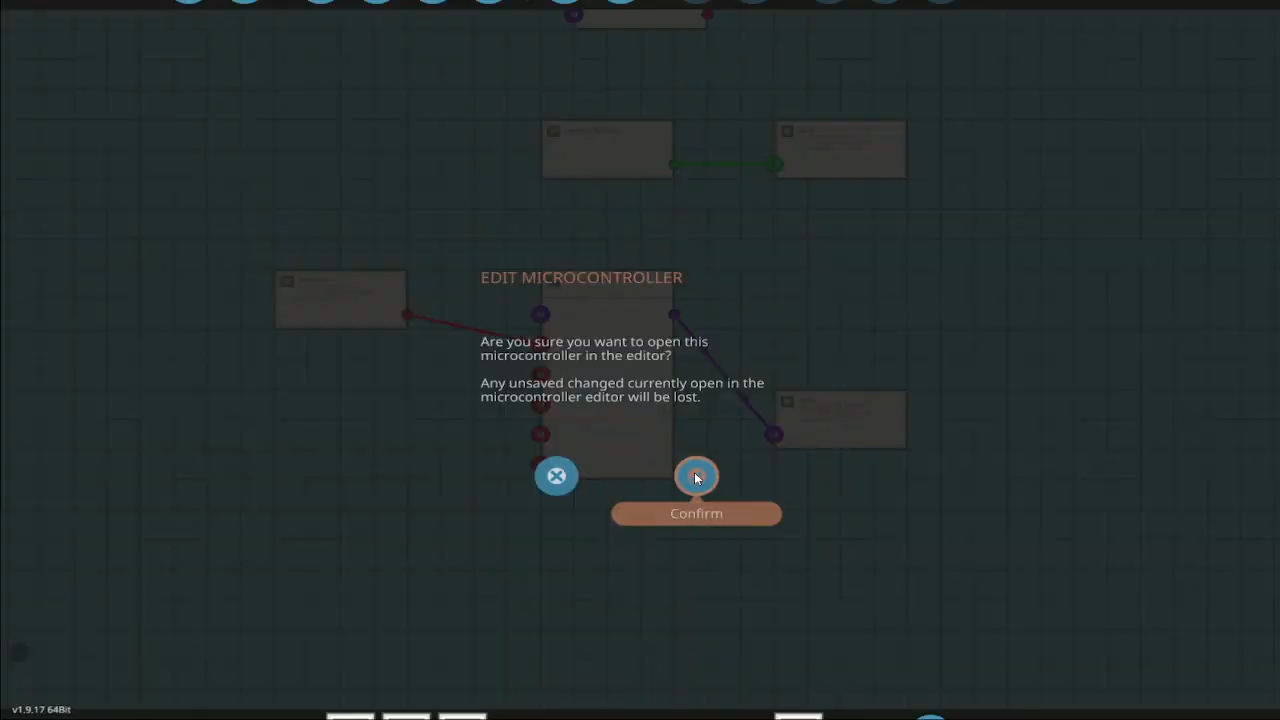 EDIT MICROCONTROLLER
Are you sure you want to open this
microcontroller in the editor?
Any unsaved changed currently open in the
microcontroller editor will be lost.
Confirm
v1.9.17 64Bit